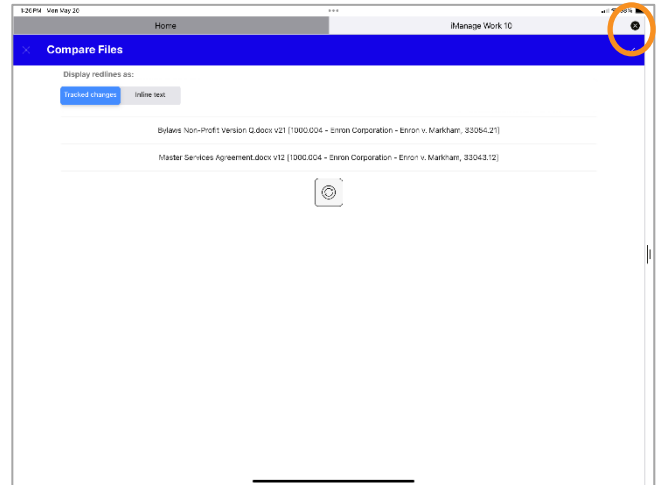 1:26 PM Mon May 20
Home
iManage Work 10
Compare Files
Display redlines as:
Tracked changes
Inline text
Bylaws Non-Profit Version Q.docx v21 [1000.004 - Enron Corporation - Enron v. Markham, 33054.21]
Master Services Agreement.docx v12 [1000.004 - Enron Corporation - Enron v. Markham, 33043.12]